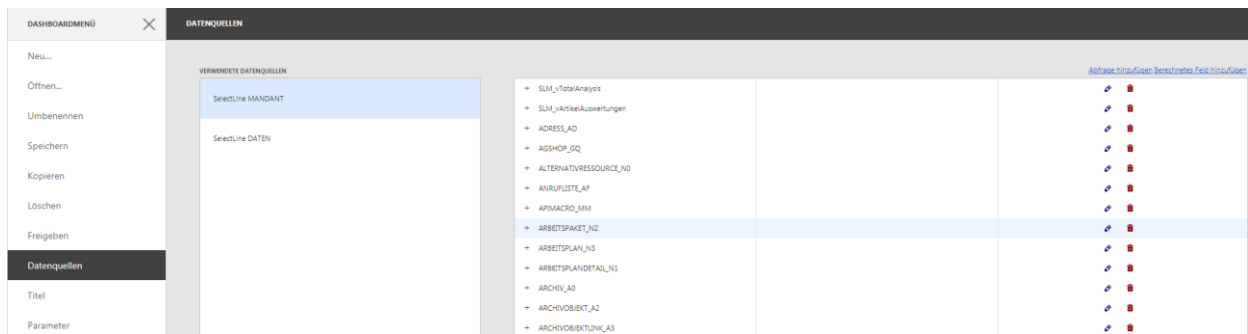 DASHBOARDMENÜ
Neu...
Öffnen...
Umbenennen
Speichern
Kopieren
Löschen
Freigeben
Datenquellen
Titel
Parameter
DATENQUELLEN
VERWENDETE DATENQUELLEN
SelectLine MANDANT
SelectLine DATEN
Abfrage hinzufügen Berechnetes Feld hinzufügen
+ SLM_vTotalAnalysis
+ SLM_vArtikelAuswertungen
+ ADRESS_AD
+ AGSHOP_GQ
+ ALTERNATIVRESSOURCE_N0
+ ANRUFLISTE_AF
+ APIMACRO_MM
+ ARBEITSPAKET_N2
+ ARBEITSPLAN_N3
+ ARBEITSPLANDETAIL_N1
+ ARCHIV_A0
+ ARCHIVOBJEKT_A2
+ ARCHIVOBJEKTLINK_A3